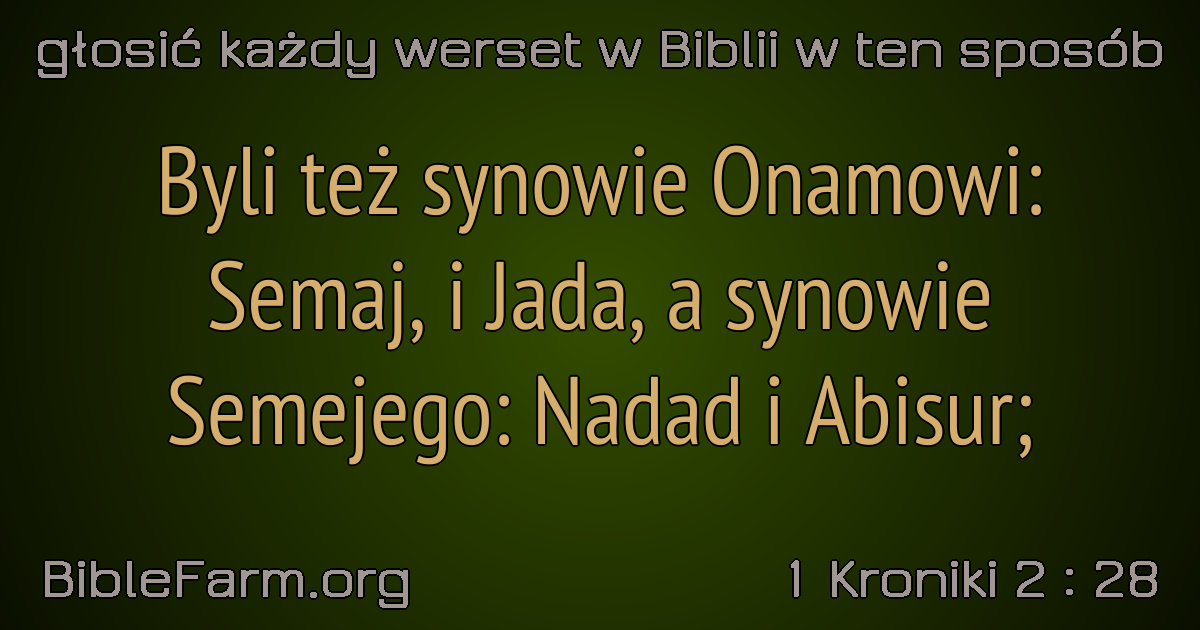 głosić każdy werset w Biblii w ten sposób
Byli też synowie Onamowi:
Semaj, i Jada, a synowie
Semejego: Nadad i Abisur;
BibleFarm.org
1 Kroniki 2 : 28